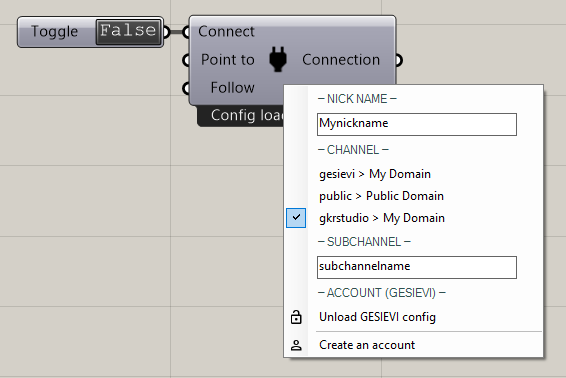 Toggle False Connect
Point to Connection
Follow
Config loa
– NICK NAME –
Mynickname
– CHANNEL –
gesievi > My Domain
public > Public Domain
gkrstudio > My Domain
– SUBCHANNEL –
subchannelname
– ACCOUNT (GESIEVI) –
Unload GESIEVI config
Create an account